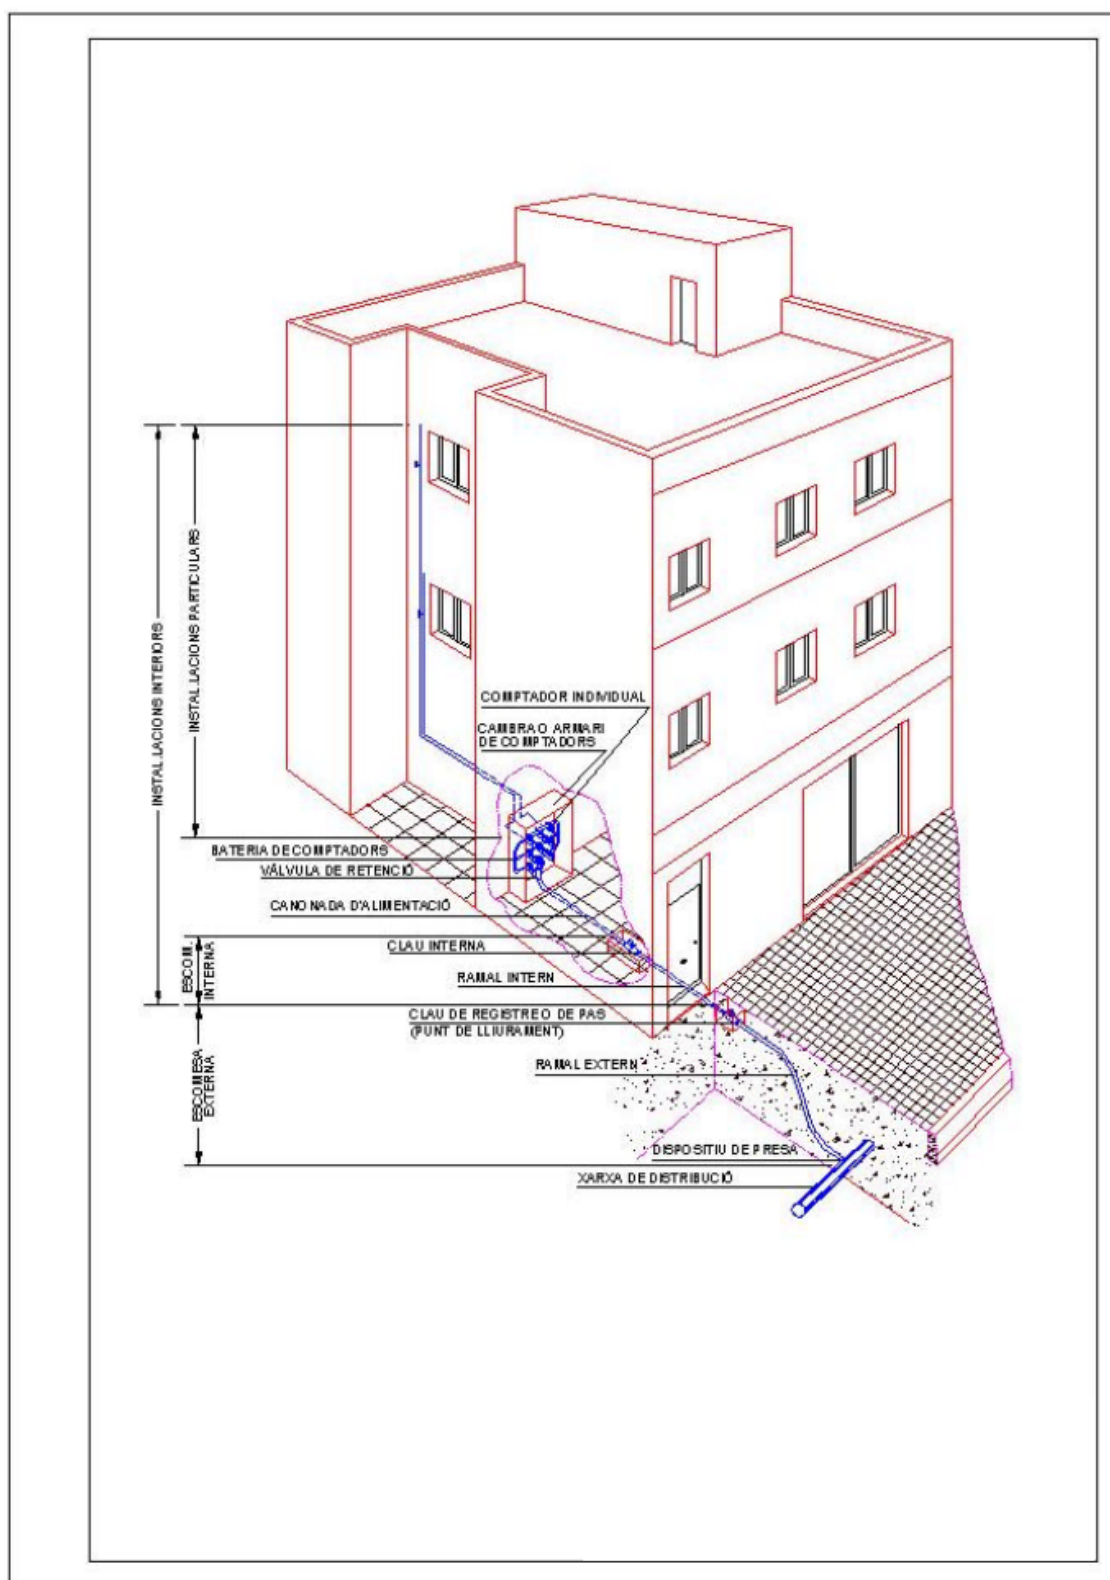 INSTAL.LACIONS INTERIORS
INSTAL.LACIONS PARTICULARS
COMPTADOR INDIVIDUAL
CAMBRA O ARMARI
DE COMPTADORS
BATERIA DE COMPTADORS
VÁLVULA DE RETENCIÓ
CANONADA D'ALIMENTACIÓ
CLAU INTERNA
ESCOM.
INTERNA
RAMAL INTERN
CLAU DE REGISTRE O DE PAS
(PUNT DE LLIURAMENT)
RAMAL EXTERN
ESCOMESA
EXTERNA
DISPOSITIU DE PRESA
XARXA DE DISTRIBUCIÓ